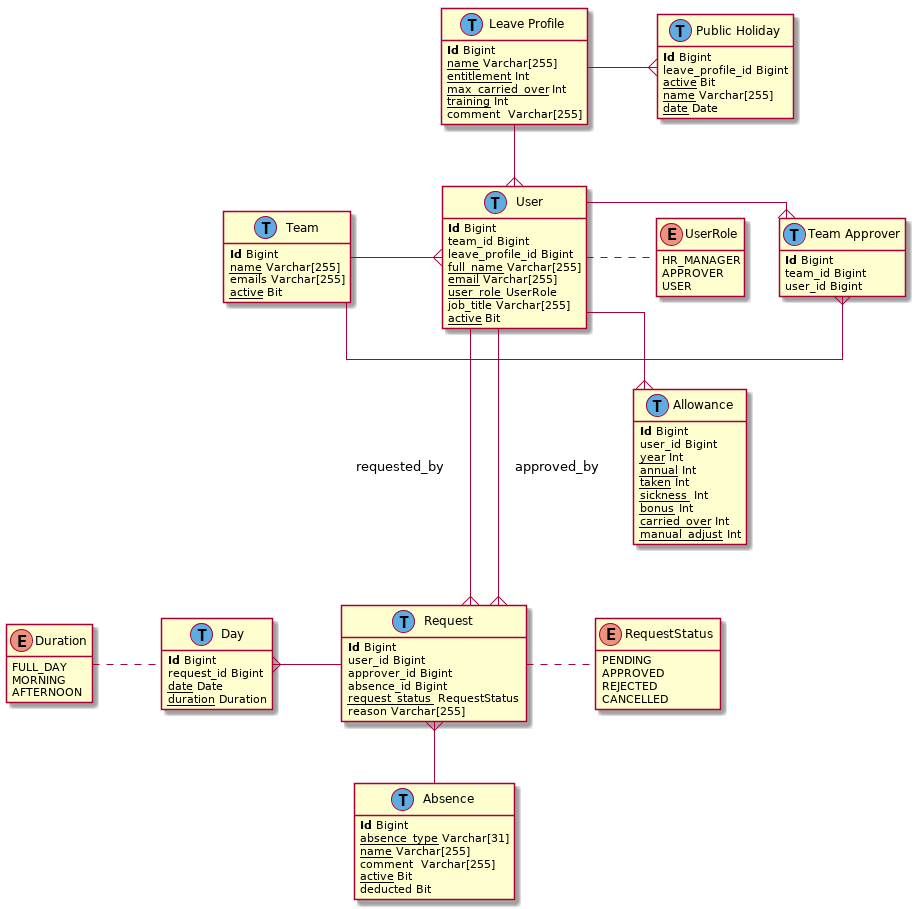 T Leave Profile
Id Bigint
name Varchar[255]
entitlement Int
max_carried_over Int
training Int
comment Varchar[255]
T Public Holiday
Id Bigint
leave_profile_id Bigint
active Bit
name Varchar[255]
date Date
T Team
Id Bigint
name Varchar[255]
emails Varchar[255]
active Bit
T User
Id Bigint
team_id Bigint
leave_profile_id Bigint
full_name Varchar[255]
email Varchar[255]
user_role UserRole
job_title Varchar[255]
active Bit
E UserRole
HR_MANAGER
APPROVER
USER
T Team Approver
Id Bigint
team_id Bigint
user_id Bigint
T Allowance
Id Bigint
user_id Bigint
year Int
annual Int
taken Int
sickness Int
bonus Int
carried_over Int
manual_adjust Int
requested_by
approved_by
E Duration
FULL_DAY
MORNING
AFTERNOON
T Day
Id Bigint
request_id Bigint
date Date
duration Duration
T Request
Id Bigint
user_id Bigint
approver_id Bigint
absence_id Bigint
request_status RequestStatus
reason Varchar[255]
E RequestStatus
PENDING
APPROVED
REJECTED
CANCELLED
T Absence
Id Bigint
absence_type Varchar[31]
name Varchar[255]
comment Varchar[255]
active Bit
deducted Bit